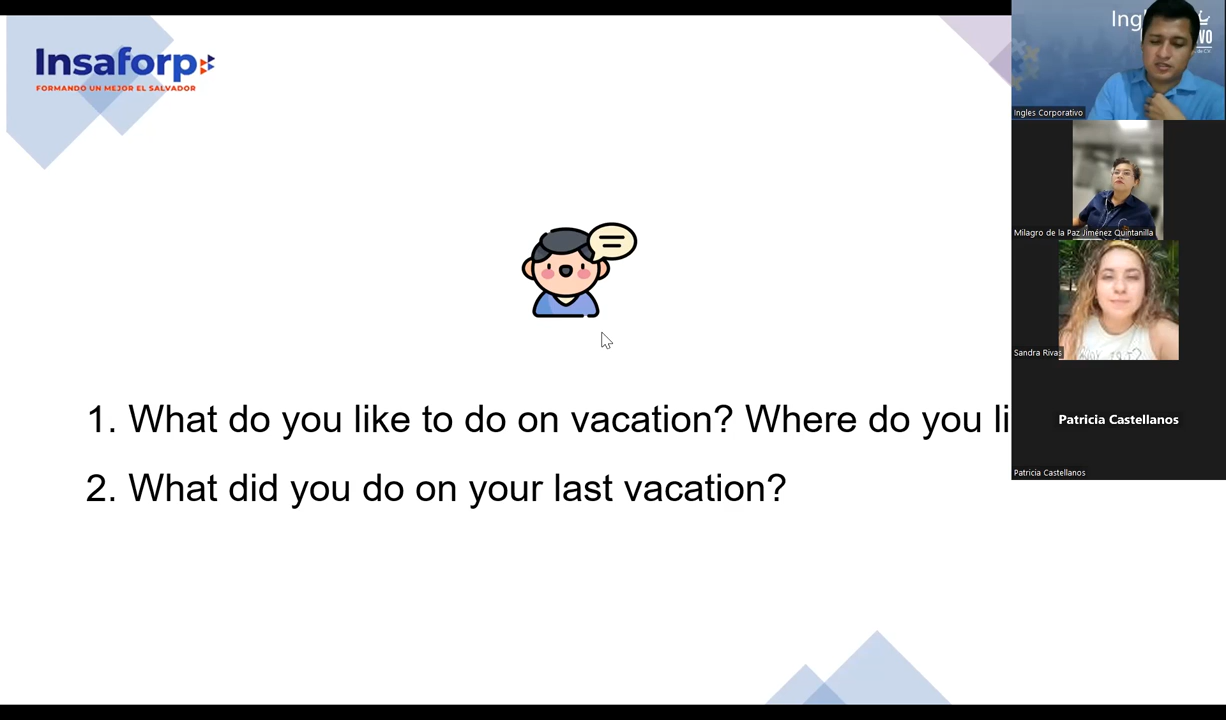 Insaforp
FORMANDO UN MEJOR EL SALVADOR
1. What do you like to do on vacation? Where do you li
2. What did you do on your last vacation?
Ingles Corporativo
Milagro de la Paz Jiménez Quintanilla
Sandra Rivas
Patricia Castellanos
Patricia Castellanos